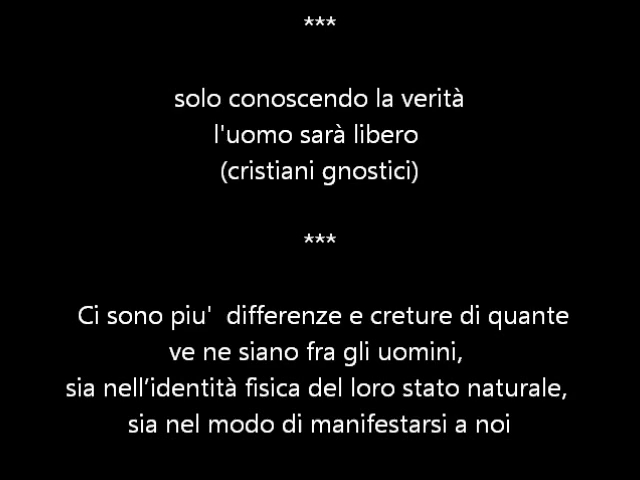 ***
solo conoscendo la verità
l'uomo sarà libero
(cristiani gnostici)
***
Ci sono piu'  differenze e creture di quante
ve ne siano fra gli uomini,
sia nell’identità fisica del loro stato naturale,
sia nel modo di manifestarsi a noi